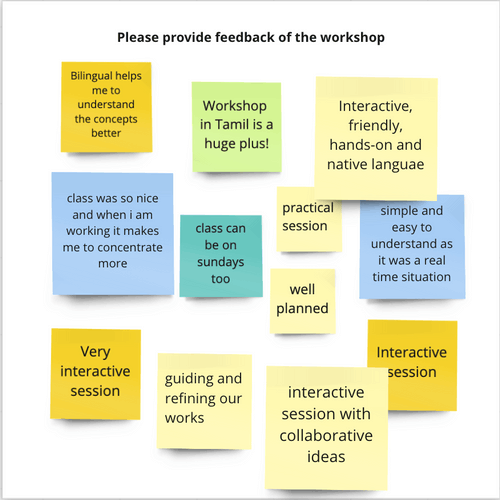 Please provide feedback of the workshop
Bilingual helps
me to
understand
the concepts
better
Workshop
in Tamil is a
huge plus!
Interactive,
friendly,
hands-on and
native languae
class was so nice
and when i am
working it makes
me to concentrate
more
class can
be on
sundays
too
practical
session
simple and
easy to
understand as
it was a real
time situation
well
planned
Very
interactive
session
guiding and
refining our
works
interactive
session with
collaborative
ideas
Interactive
session